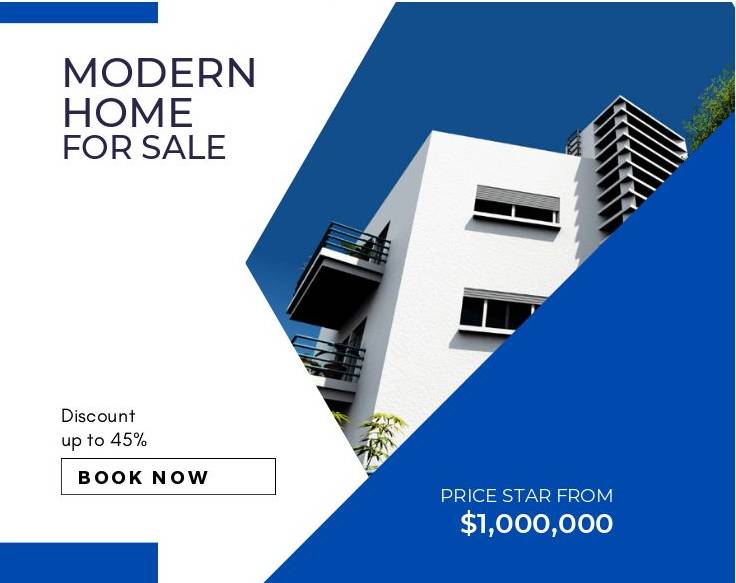 MODERN
HOME
FOR SALE
Discount
up to 45%
BOOK NOW
PRICE STAR FROM
$1,000,000